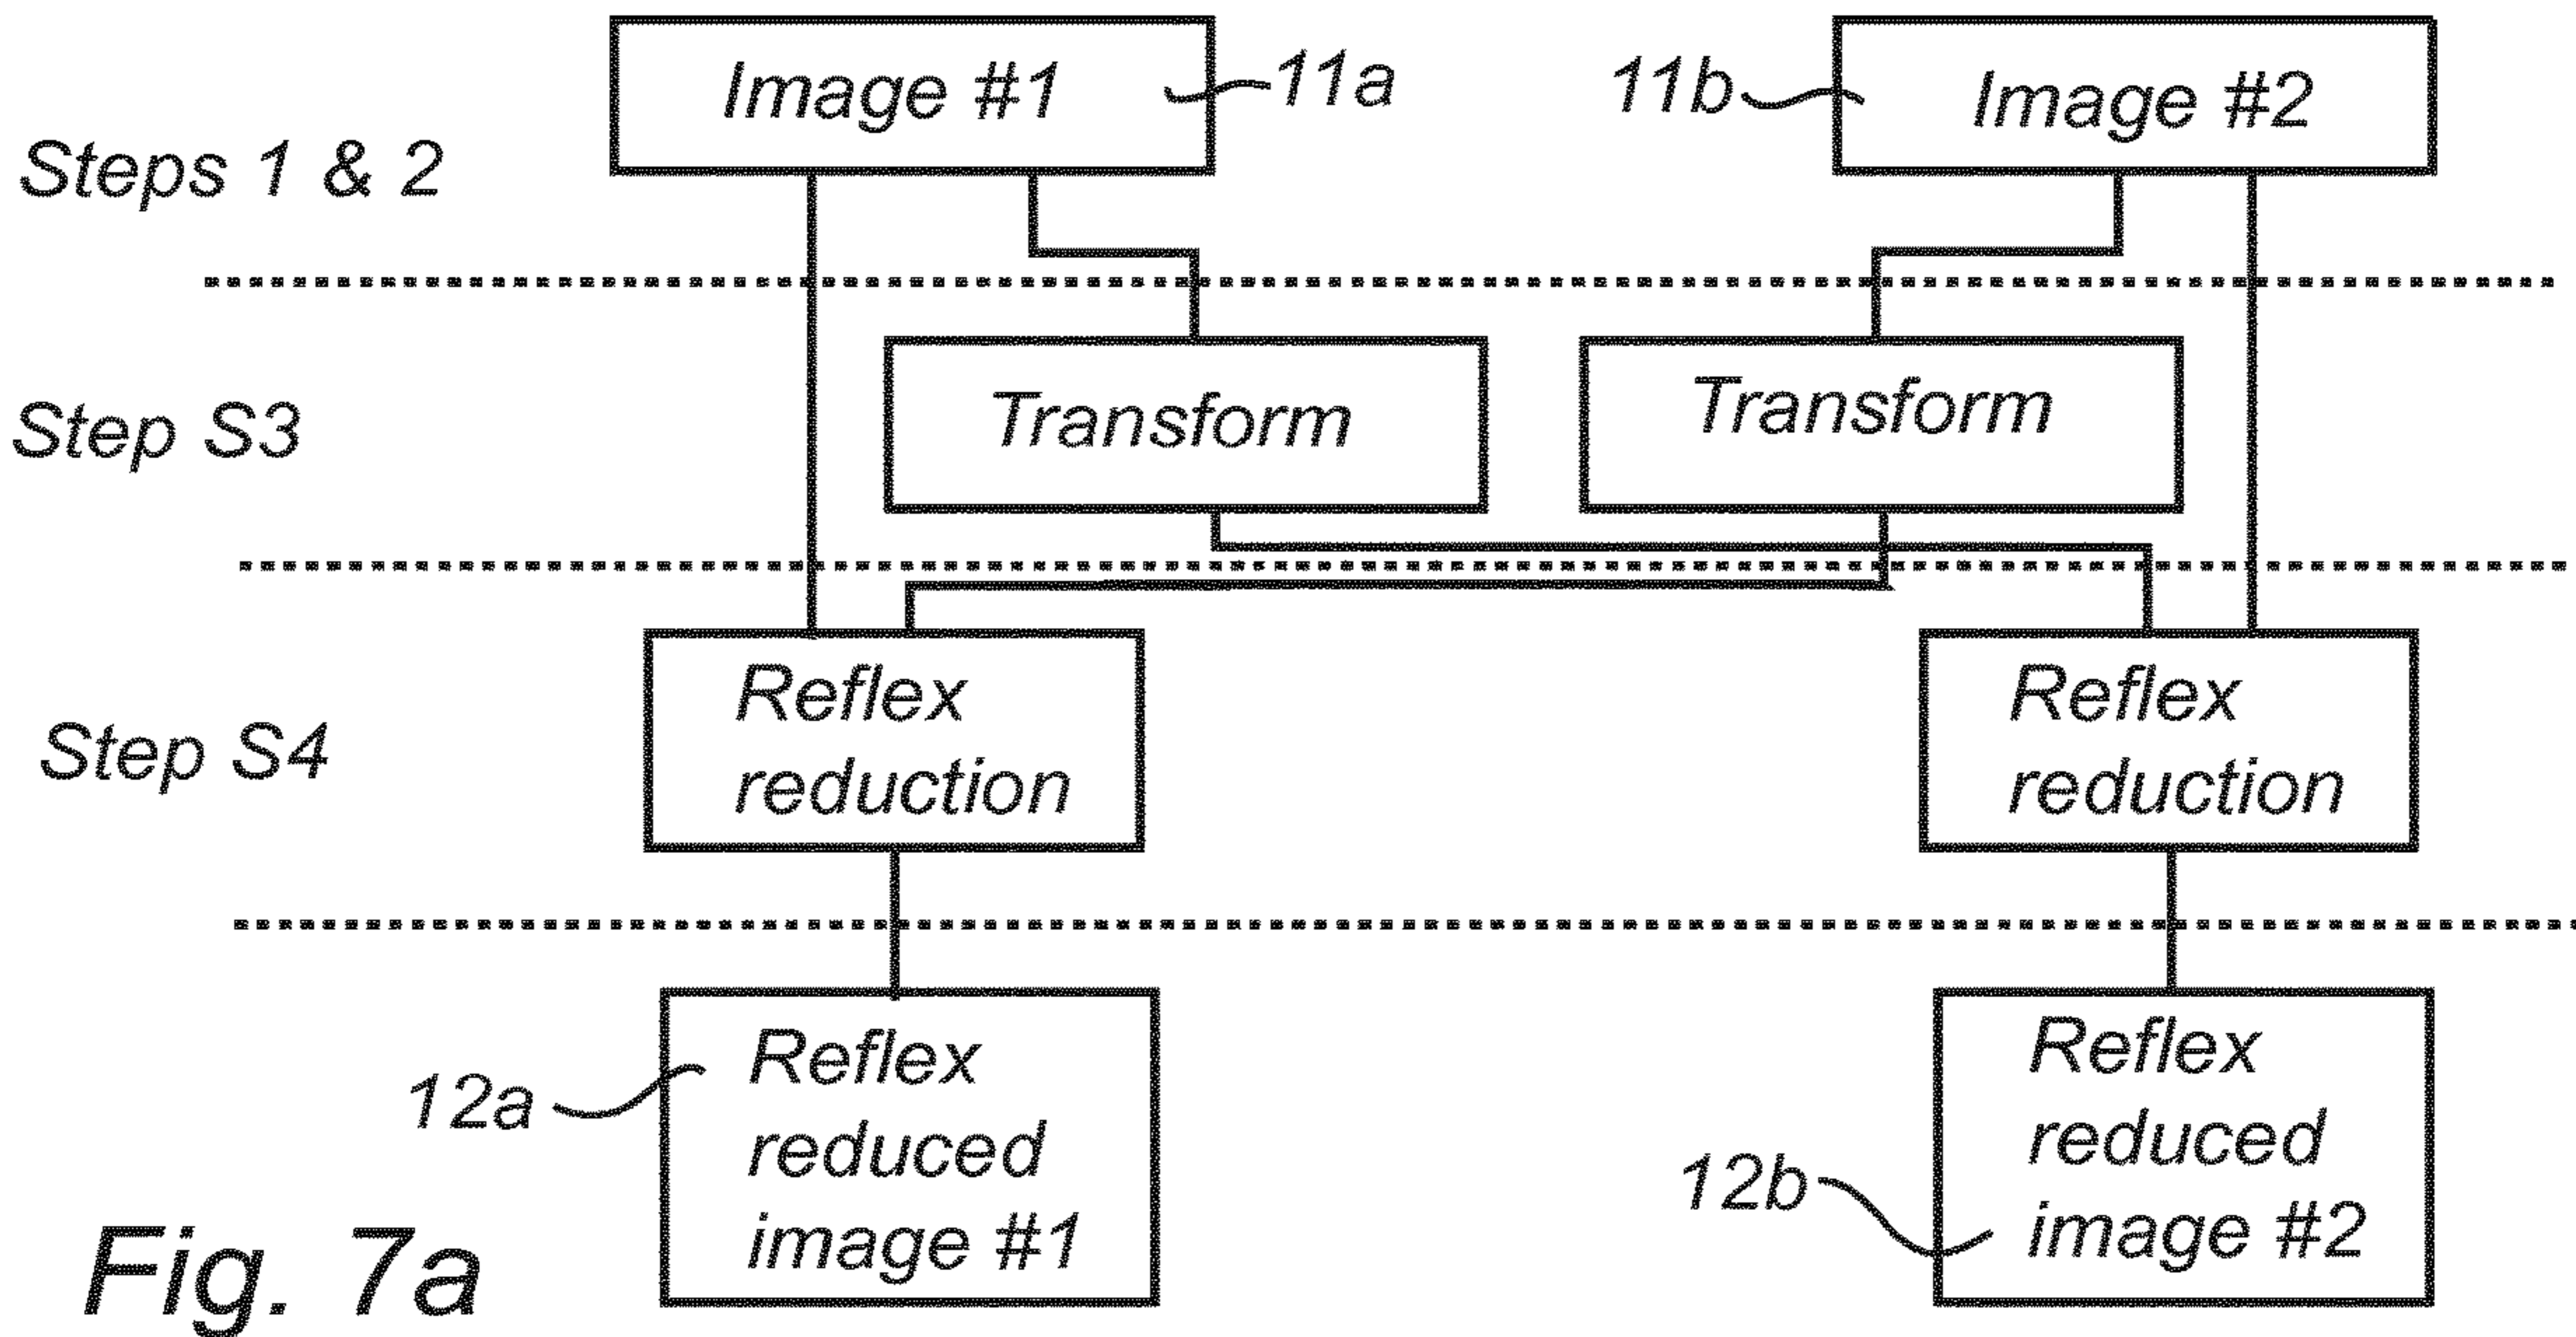 Image #1
11a
11b
Image #2
Steps 1 & 2
Step S3
Transform
Transform
Step S4
Reflex
reduction
Reflex
reduction
12a
Reflex
reduced
image #1
12b
Reflex
reduced
image #2
Fig. 7a